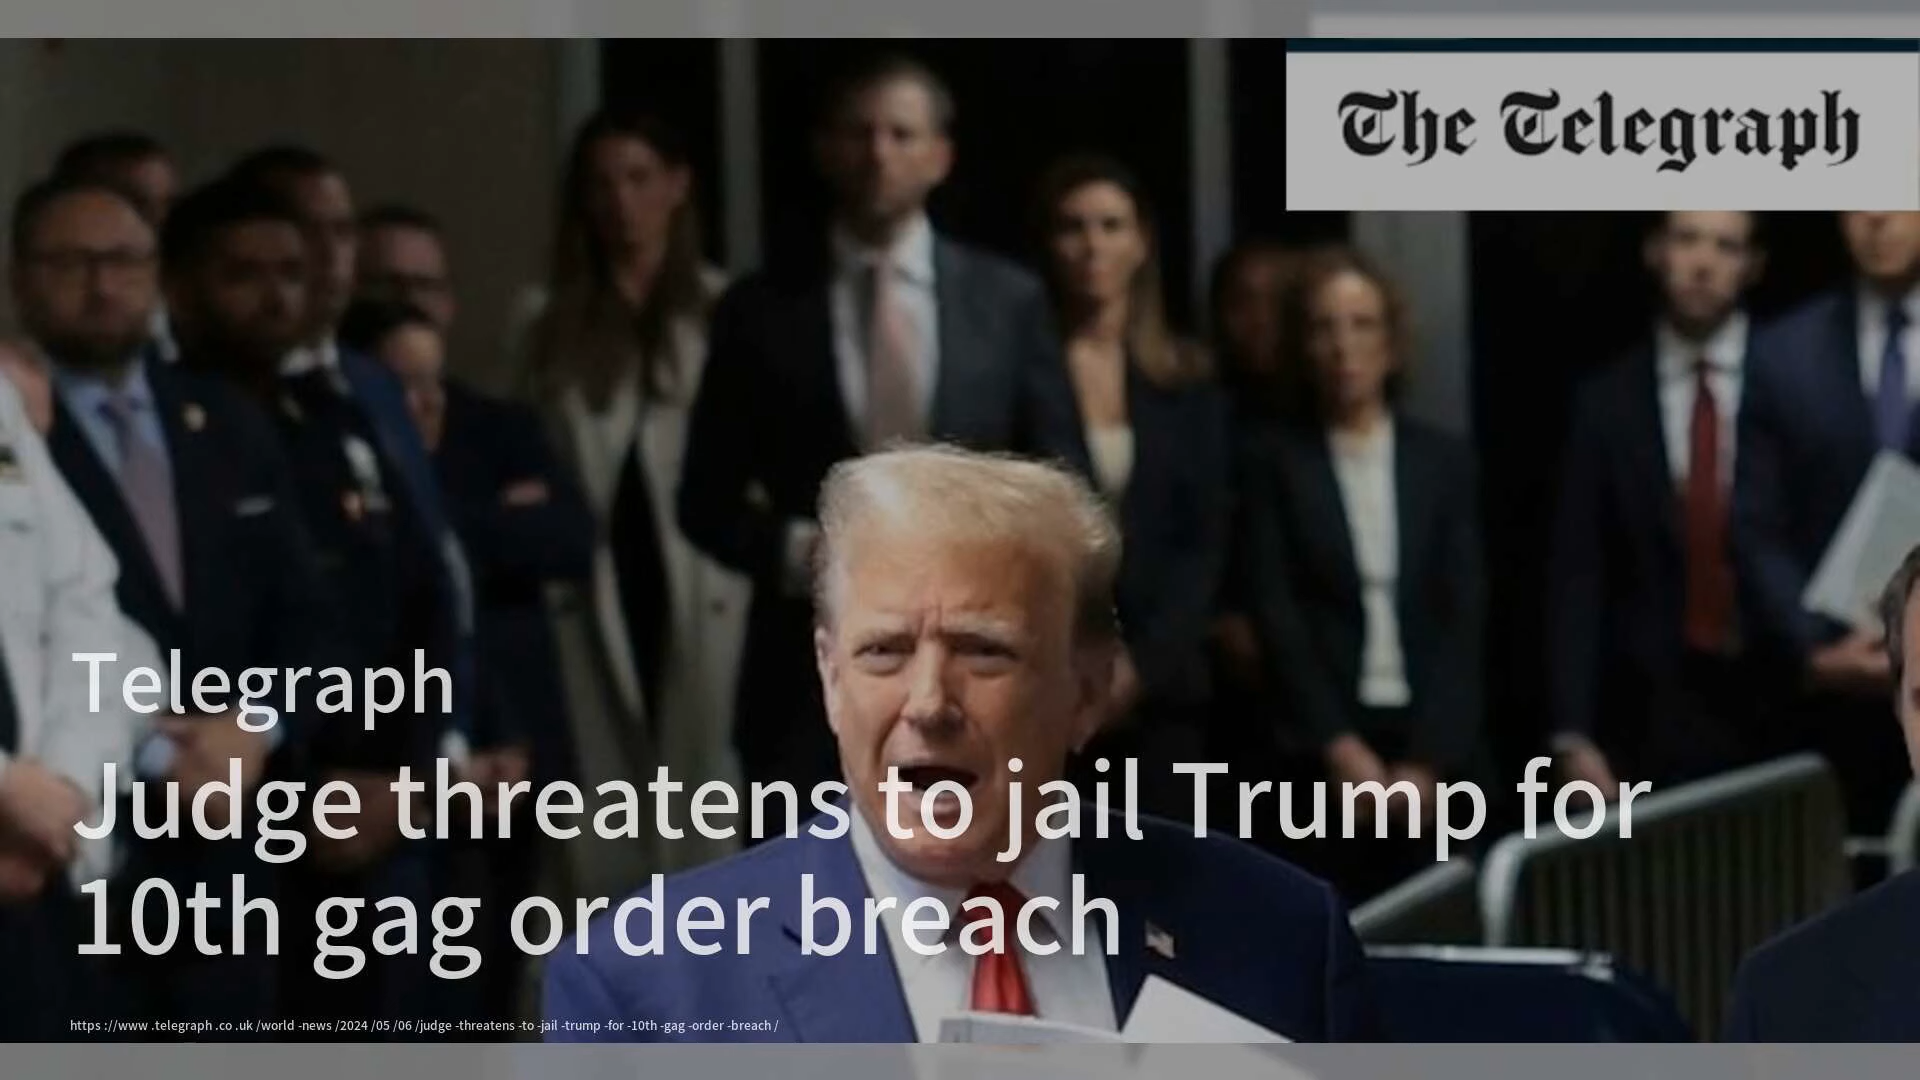 The Telegraph
Telegraph
Judge threatens to jail Trump for
10th gag order breach
https ://www .telegraph .co .uk /world -news /2024 /05 /06 /judge -threatens -to -jail -trump -for -10th -gag -order -breach /